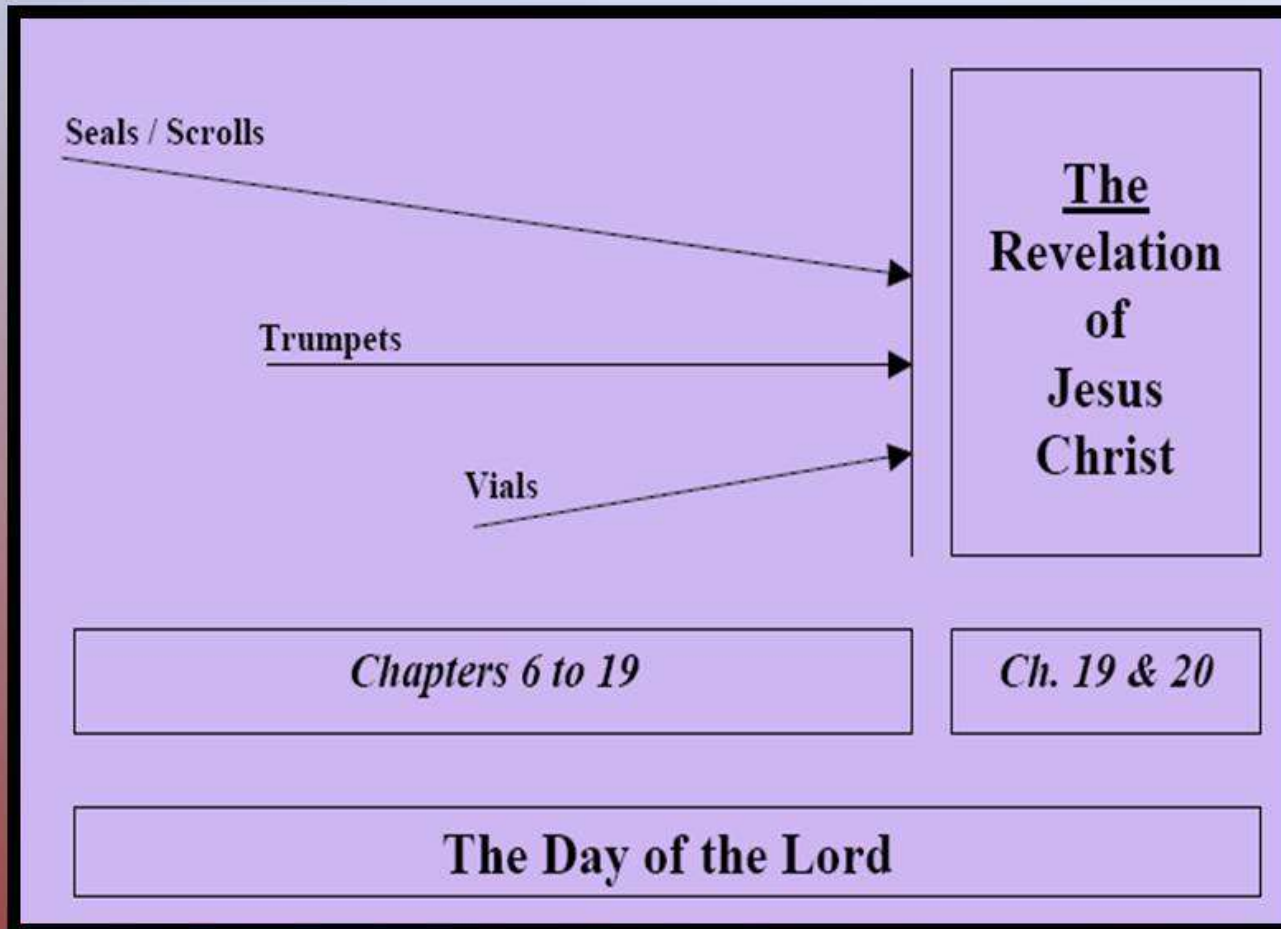 Seals / Scrolls
Trumpets
Vials
The
Revelation
of
Jesus
Christ
Chapters 6 to 19
Ch. 19 & 20
The Day of the Lord